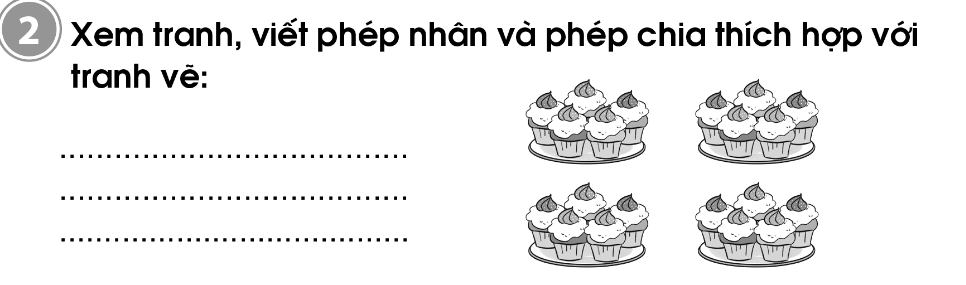 2 Xem tranh, viết phép nhân và phép chia thích hợp với
tranh vẽ:
........................................
........................................
........................................